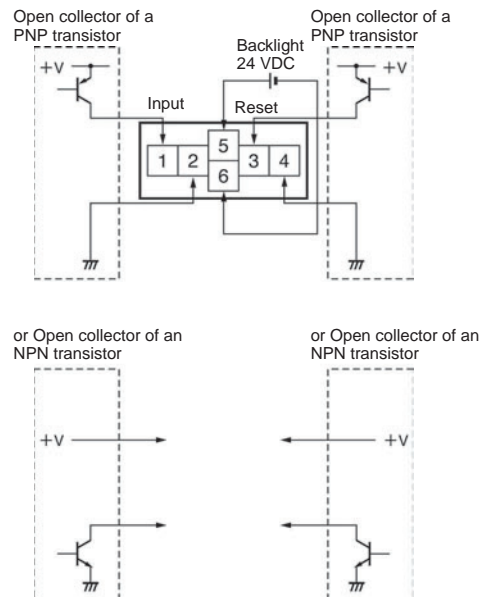 Open collector of a
PNP transistor
Open collector of a
PNP transistor
Backlight
24 VDC
+V
+V
Input
Reset
5
1 2 3 4
6
or Open collector of an
NPN transistor
or Open collector of an
NPN transistor
+V
+V